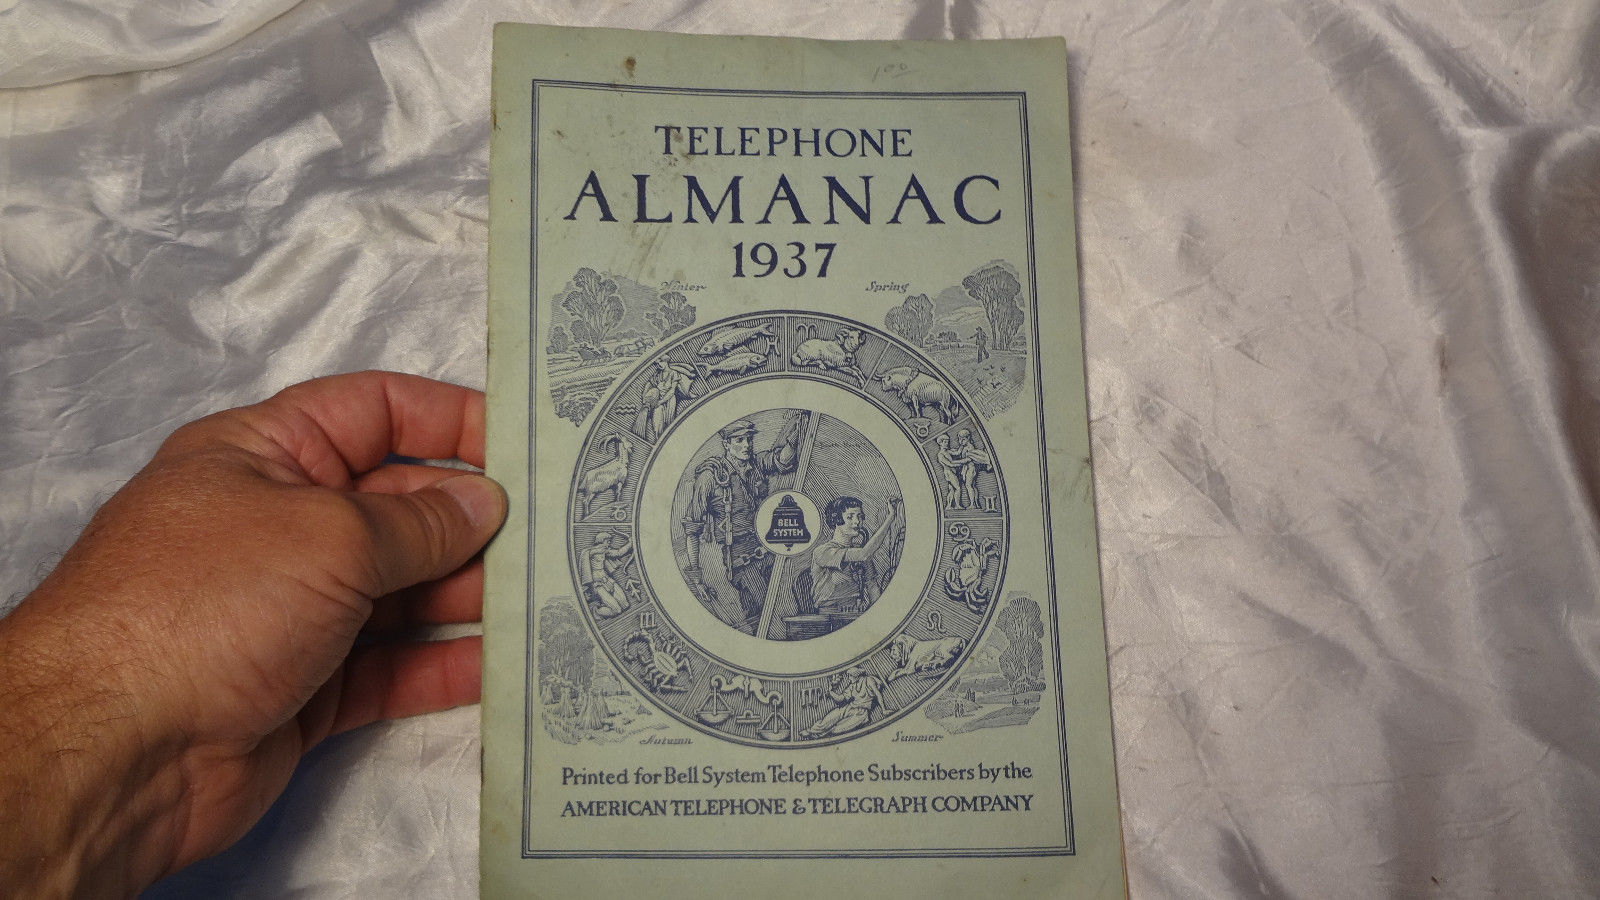 100
TELEPHONE
ALMANAC
1937
Winter
Spring
BELL
SYSTEM
Autumn
Summer
Printed for Bell System Telephone Subscribers by the
AMERICAN TELEPHONE & TELEGRAPH COMPANY